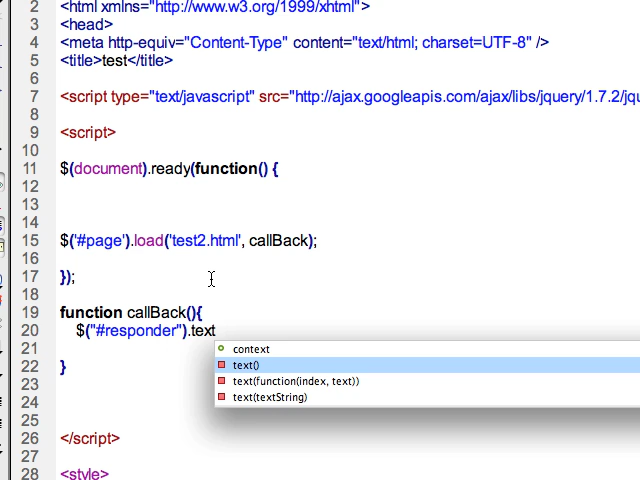 2 <html xmlns="http://www.w3.org/1999/xhtml">
3 <head>
4 <meta http-equiv="Content-Type" content="text/html; charset=UTF-8" />
5 <title>test</title>
6
7 <script type="text/javascript" src="http://ajax.googleapis.com/ajax/libs/jquery/1.7.2/jqu
8
9 <script>
10
11 $(document).ready(function() {
12
13
14
15 $('#page').load('test2.html', callBack);
16
17 });
18
19 function callBack(){
20 $("#responder").text
21 context
text()
22 }
23 text(function(index, text))
24 text(textString)
25
26 </script>
27
28 <style>